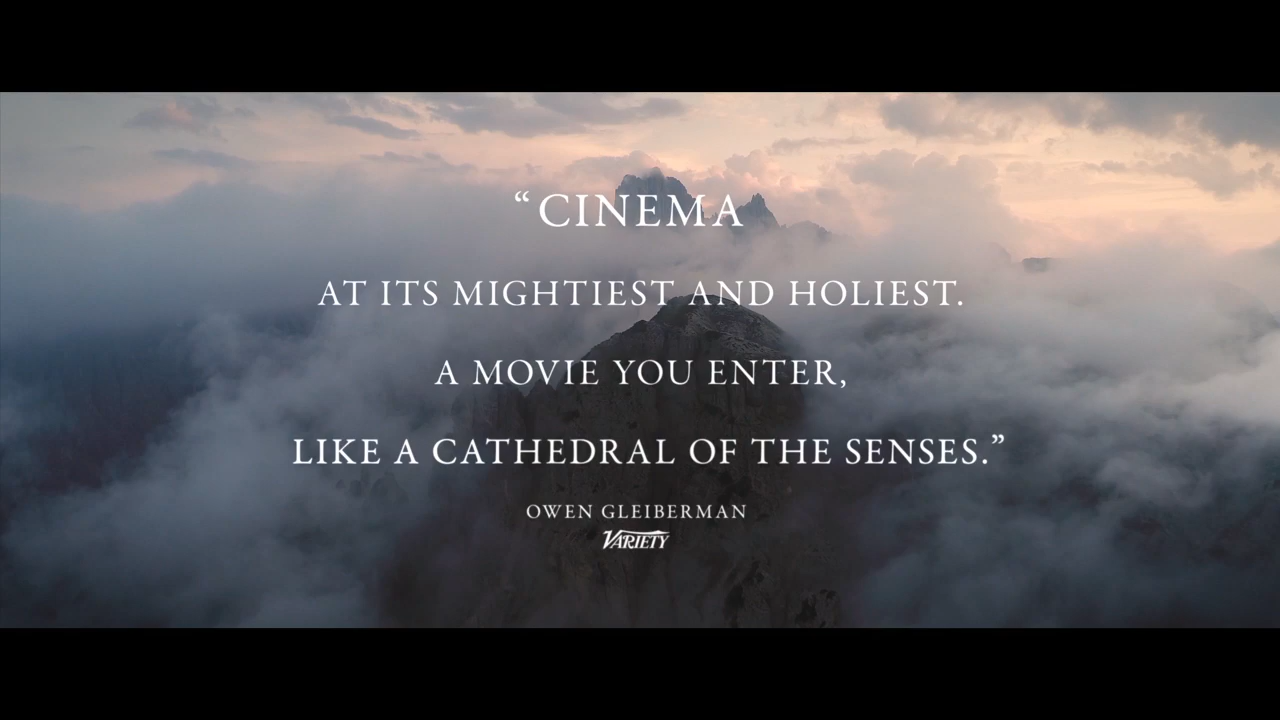 “CINEMA
AT ITS MIGHTIEST AND HOLIEST.
A MOVIE YOU ENTER,
LIKE A CATHEDRAL OF THE SENSES.”
OWEN GLEIBERMAN
VARIETY